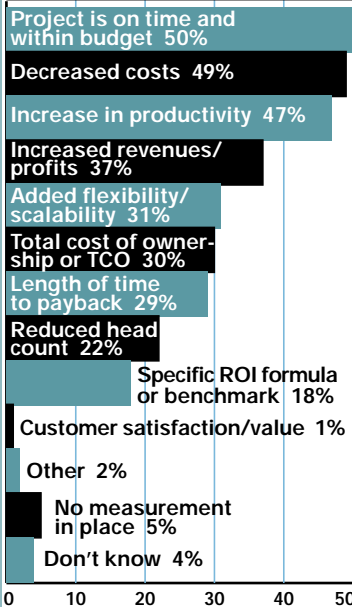 Project is on time and
within budget 50%
Decreased costs 49%
Increase in productivity 47%
Increased revenues/
profits 37%
Added flexibility/
scalability 31%
Total cost of owner-
ship or TCO 30%
Length of time
to payback 29%
Reduced head
count 22%
Specific ROI formula
or benchmark 18%
Customer satisfaction/value 1%
Other 2%
No measurement
in place 5%
Don't know 4%
0 10 20 30 40 50